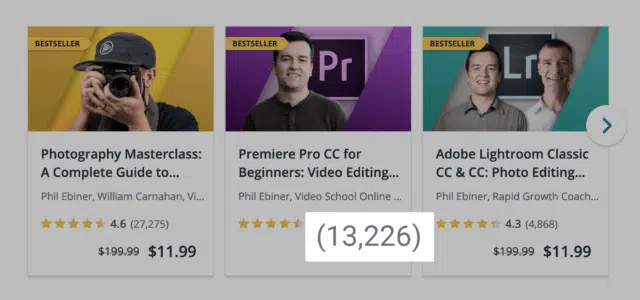 BESTSELLER
Photography Masterclass:
A Complete Guide to...
Phil Ebiner, William Carnahan, Vi...
4.6 (27,275)
$199.99 $11.99
BESTSELLER
Pr
Premiere Pro CC for
Beginners: Video Editing...
Phil Ebiner, Video School Online ...
(13,226)
$11.99
BESTSELLER
Lr
Adobe Lightroom Classic
CC & CC: Photo Editing...
Phil Ebiner, Rapid Growth Coach...
4.3 (4,868)
$199.99 $11.99